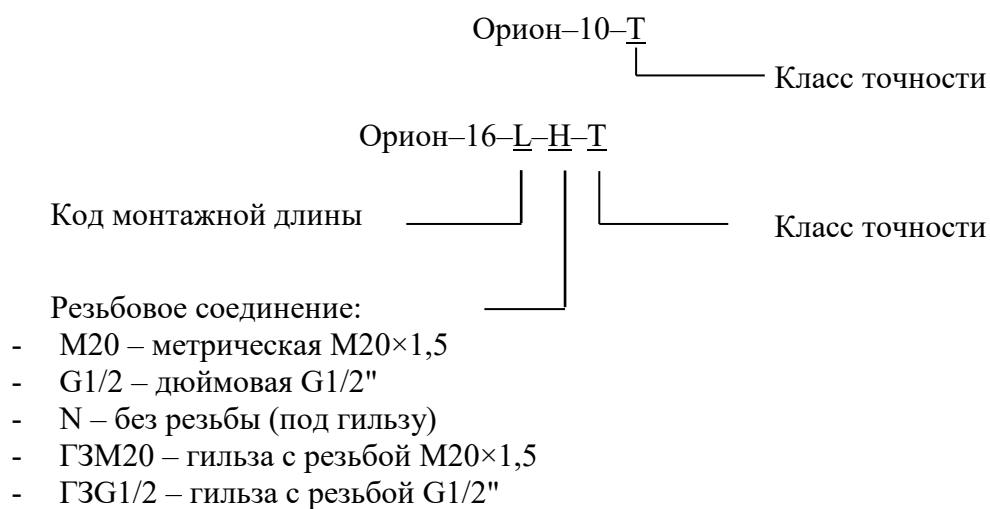 Орион–10–Т
Класс точности
Орион–16–L–H–T
Код монтажной длины
Класс точности
Резьбовое соединение:
- М20 – метрическая М20×1,5
- G1/2 – дюймовая G1/2"
- N – без резьбы (под гильзу)
- ГЗМ20 – гильза с резьбой М20×1,5
- ГЗG1/2 – гильза с резьбой G1/2"